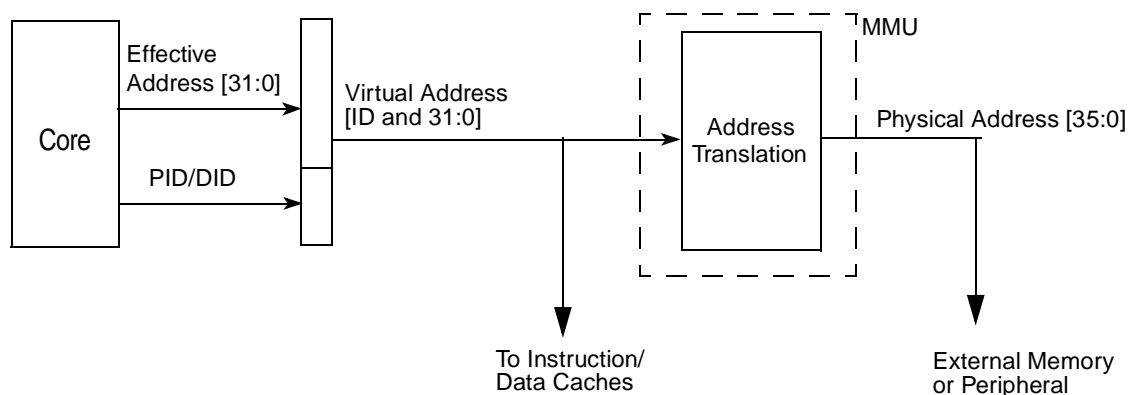 MMU
Effective
Address [31:0]
Virtual Address
[ID and 31:0]
Physical Address [35:0]
Core
Address
Translation
PID/DID
To Instruction/
Data Caches
External Memory
or Peripheral